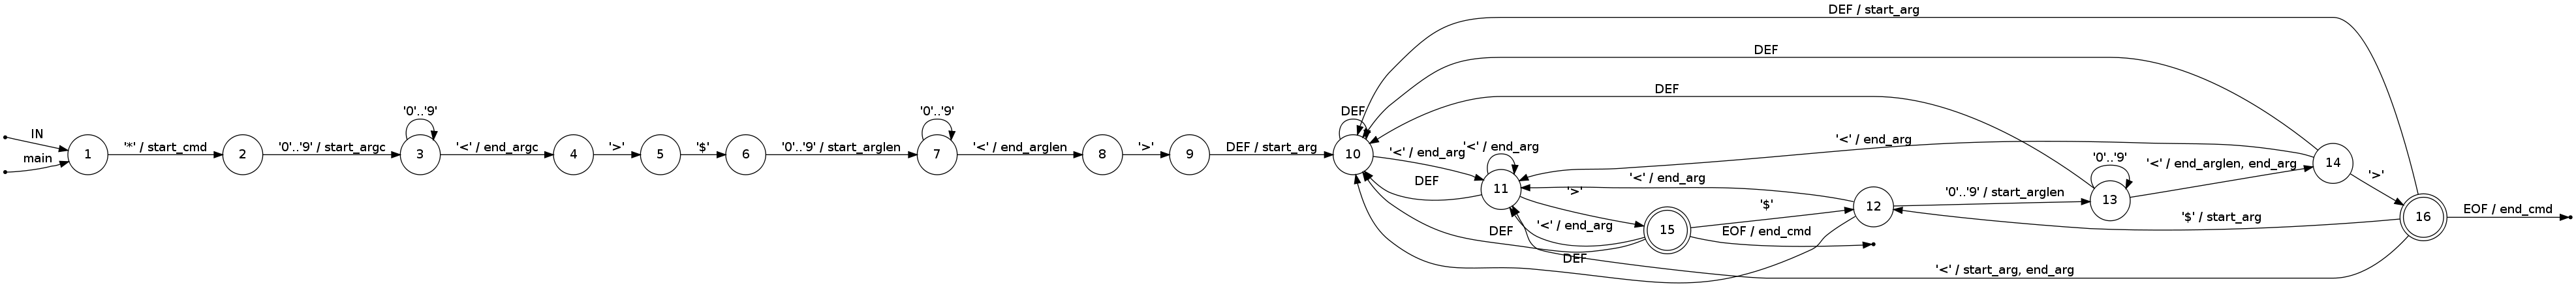 DEF / start_arg
DEF
DEF
IN
main
1
'*' / start_cmd
2
'0'..'9' / start_argc
'0'..'9'
3
'<' / end_argc
4
'>'
5
'$'
6
'0'..'9' / start_arglen
'0'..'9'
7
'<' / end_arglen
8
'>'
9
DEF / start_arg
DEF
10
'<' / end_arg
'<' / end_arg
11
DEF
'>'
'<' / end_arg
'<' / end_arg
'<' / end_arg
DEF
15
'$'
EOF / end_cmd
DEF
12
'0'..'9' / start_arglen
'0'..'9'
13
'<' / end_arglen, end_arg
14
'>'
'$' / start_arg
16
EOF / end_cmd
'<' / start_arg, end_arg